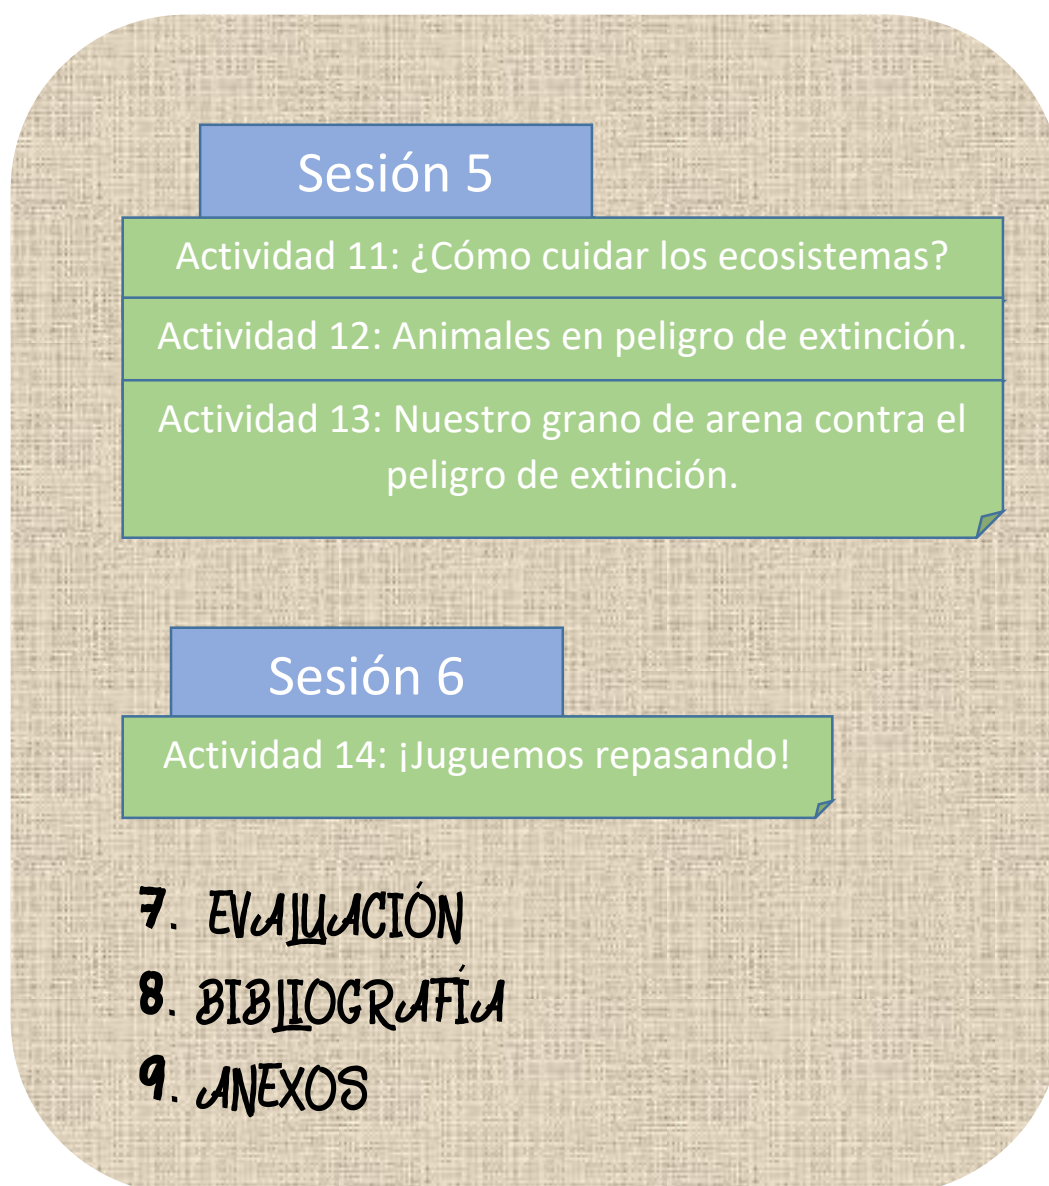 Sesión 5
Actividad 11: ¿Cómo cuidar los ecosistemas?
Actividad 12: Animales en peligro de extinción.
Actividad 13: Nuestro grano de arena contra el
peligro de extinción.
Sesión 6
Actividad 14: ¡Juguemos repasando!
7. EVALUACIÓN
8. BIBLIOGRAFÍA
9. ANEXOS